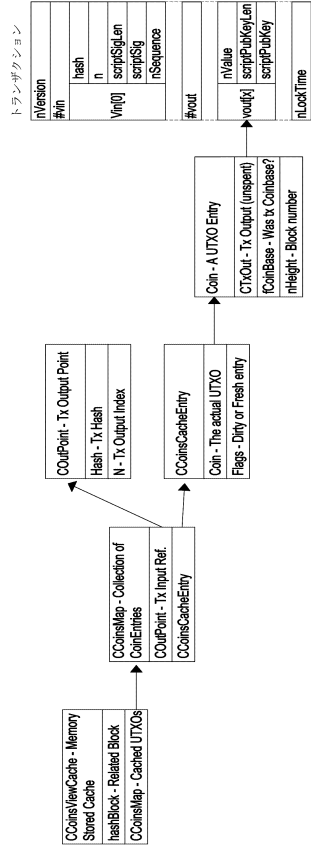 CCoinsViewCache - Memory
Stored Cache
hashBlock - Related Block
CCoinsMap - Cached UTXOs
CCoinsMap - Collection of
CoinEntries
COutPoint - Tx Input Ref.
CCoinsCacheEntry
COutPoint - Tx Output Point
Hash - Tx Hash
N - Tx Output Index
CCoinsCacheEntry
Coin - The actual UTXO
Flags - Dirty or Fresh entry
Coin - A UTXO Entry
CTxOut - Tx Output (unspent)
fCoinBase - Was tx Coinbase?
nHeight - Block number
トランザクション
nVersion
#vin
Vin[0]
hash
n
scriptSigLen
scriptSig
nSequence
#vout
vout[x]
nValue
scriptPubKeyLen
scriptPubKey
nLockTime